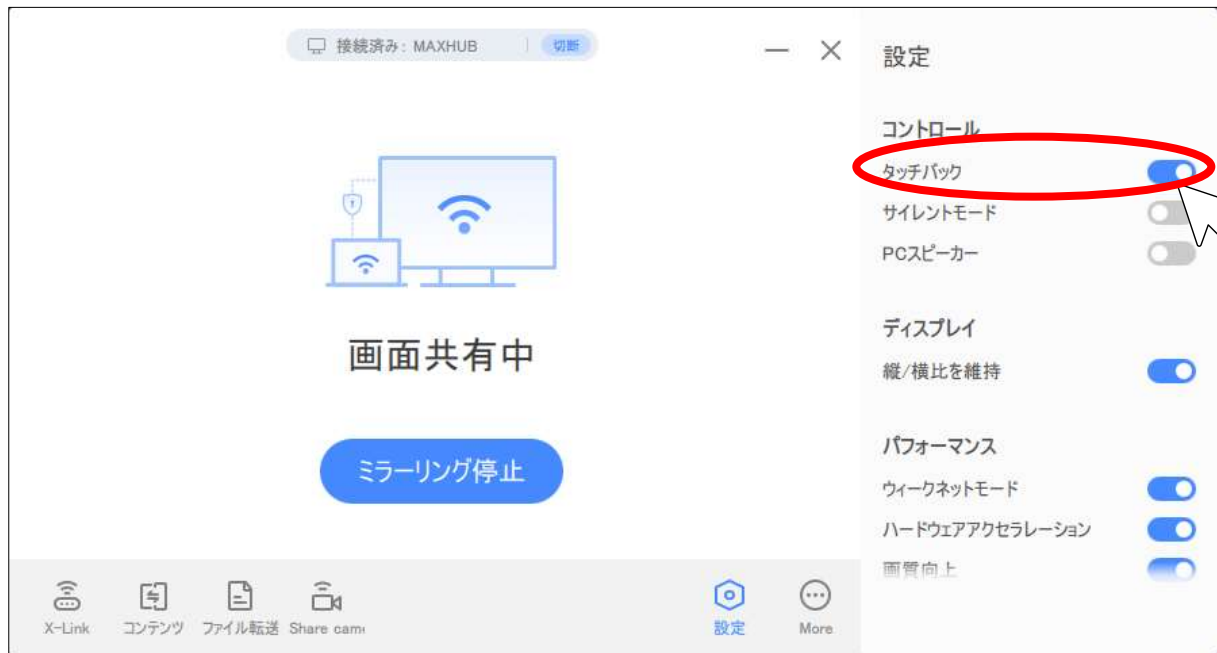 接続済み: MAXHUB
切断
画面共有中
ミラーリング停止
X-Link
コンテンツ
ファイル転送
Share came
設定
More
設定
コントロール
タッチバック
サイレントモード
PCスピーカー
ディスプレイ
縦/横比を維持
パフォーマンス
ウィークネットモード
ハードウェアアクセラレーション
画質向上